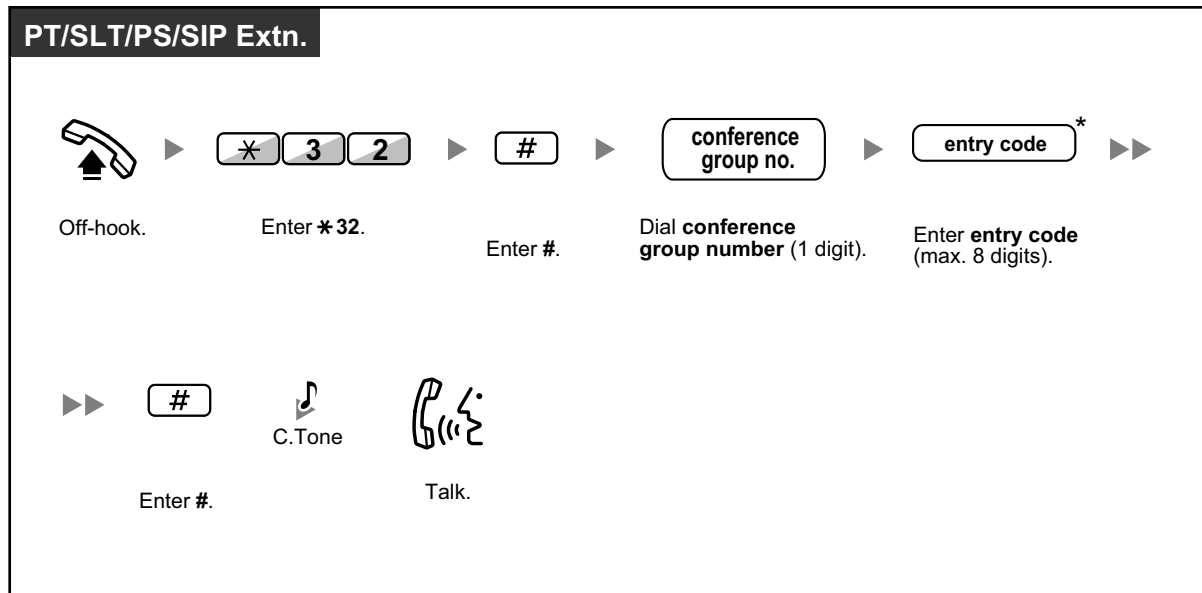 PT/SLT/PS/SIP Extn.
* 3 2
#
conference
group no.
entry code *
Off-hook.
Enter * 32.
Enter #.
Dial conference
group number (1 digit).
Enter entry code
(max. 8 digits).
#
C.Tone
Enter #.
Talk.